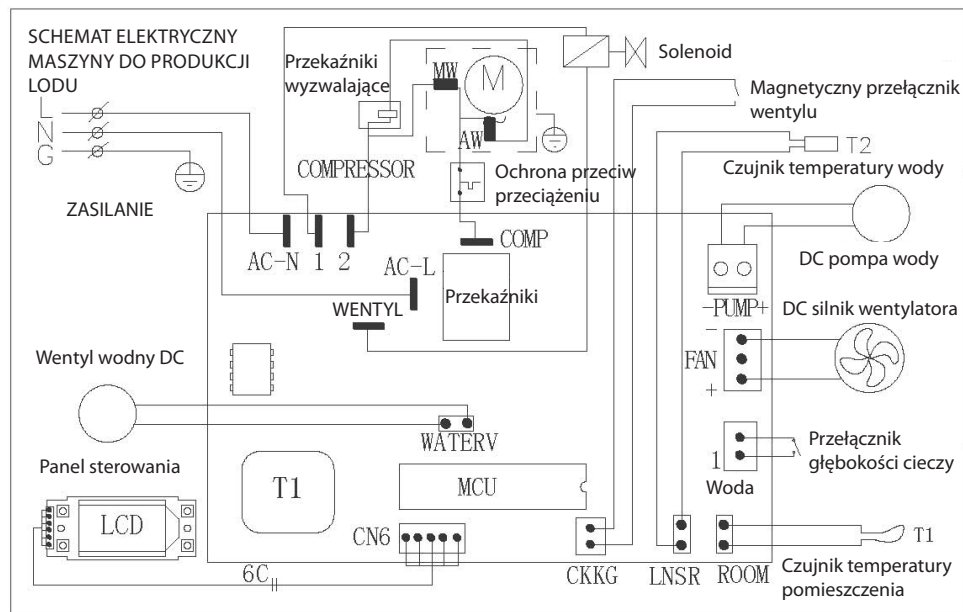 SCHEMAT ELEKTRYCZNY
MASZYNY DO PRODUKCJI
LODU
L
N
G
ZASILANIE
Przekaźniki
wyzwalające
MW
M
AW
COMPRESSOR
Ochrona przeciw
przeciążeniu
Solenoid
Magnetyczny przełącznik
wentylu
T2
Czujnik temperatury wody
DC pompa wody
AC-N 1 2
COMP
AC-L
Przekaźniki
WENTYL
-PUMP+
DC silnik wentylatora
-
FAN
+
Wentyl wodny DC
WATERV
Przełącznik
głębokości cieczy
1
Woda
Panel sterowania
LCD
T1
MCU
CN6
6C
CKKG
LNSR
ROOM
T1
Czujnik temperatury
pomieszczenia